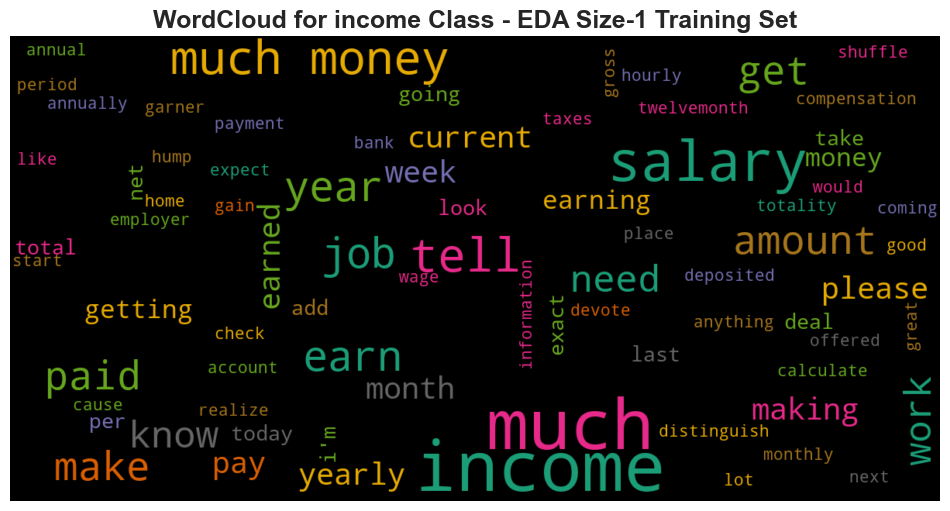 WordCloud for income Class - EDA Size-1 Training Set
annual
much money
shuffle
get
gross
hourly
period
annually
garner
going
twelvemonth
compensation
payment
taxes
bank
current
take
like
hump
salary
money
net
expect
year
week
would
home
gain
look
earning
totality
coming
employer
earned
place
amount
good
total
start
job
tell
wage
information
need
deposited
please
getting
add
exact
devote
anything
deal
great
check
offered
earn
last
account
paid
month
calculate
cause
realize
much
making
work
per
know
today
i'm
distinguish
make
pay
yearly
income
monthly
lot
next